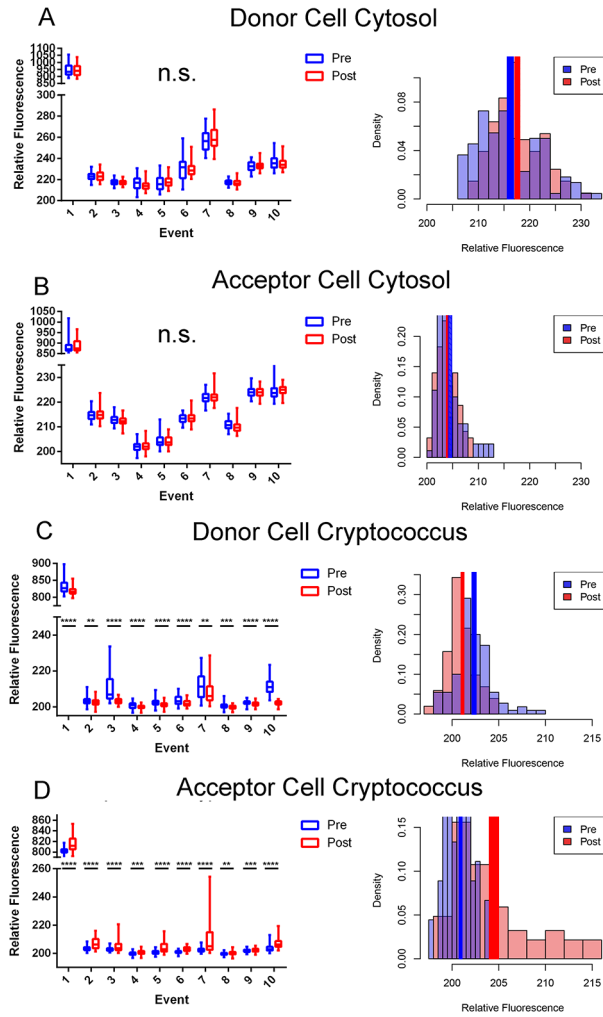 A
Donor Cell Cytosol
Relative Fluorescence
1100
1050
1000
950
900
850
300
280
260
240
220
200
n.s.
Pre
Post
1 2 3 4 5 6 7 8 9 10
Event
Density
0.08
0.04
0.00
200 210 220 230
Relative Fluorescence
Pre
Post
B
Acceptor Cell Cytosol
Relative Fluorescence
1050
1000
950
900
850
230
220
210
200
n.s.
Pre
Post
1 2 3 4 5 6 7 8 9 10
Event
Density
0.20
0.15
0.10
0.05
0.00
200 210 220 230
Relative Fluorescence
Pre
Post
C
Donor Cell Cryptococcus
Relative Fluorescence
900
850
800
240
220
200
**** ** **** **** **** **** ** *** **** ****
Pre
Post
1 2 3 4 5 6 7 8 9 10
Event
Density
0.30
0.20
0.10
0.00
200 205 210 215
Relative Fluorescence
Pre
Post
D
Acceptor Cell Cryptococcus
Relative Fluorescence
860
840
820
800
260
240
220
200
**** **** **** *** **** **** **** ** *** ****
Pre
Post
1 2 3 4 5 6 7 8 9 10
Event
Density
0.15
0.10
0.05
0.00
200 205 210 215
Relative Fluorescence
Pre
Post